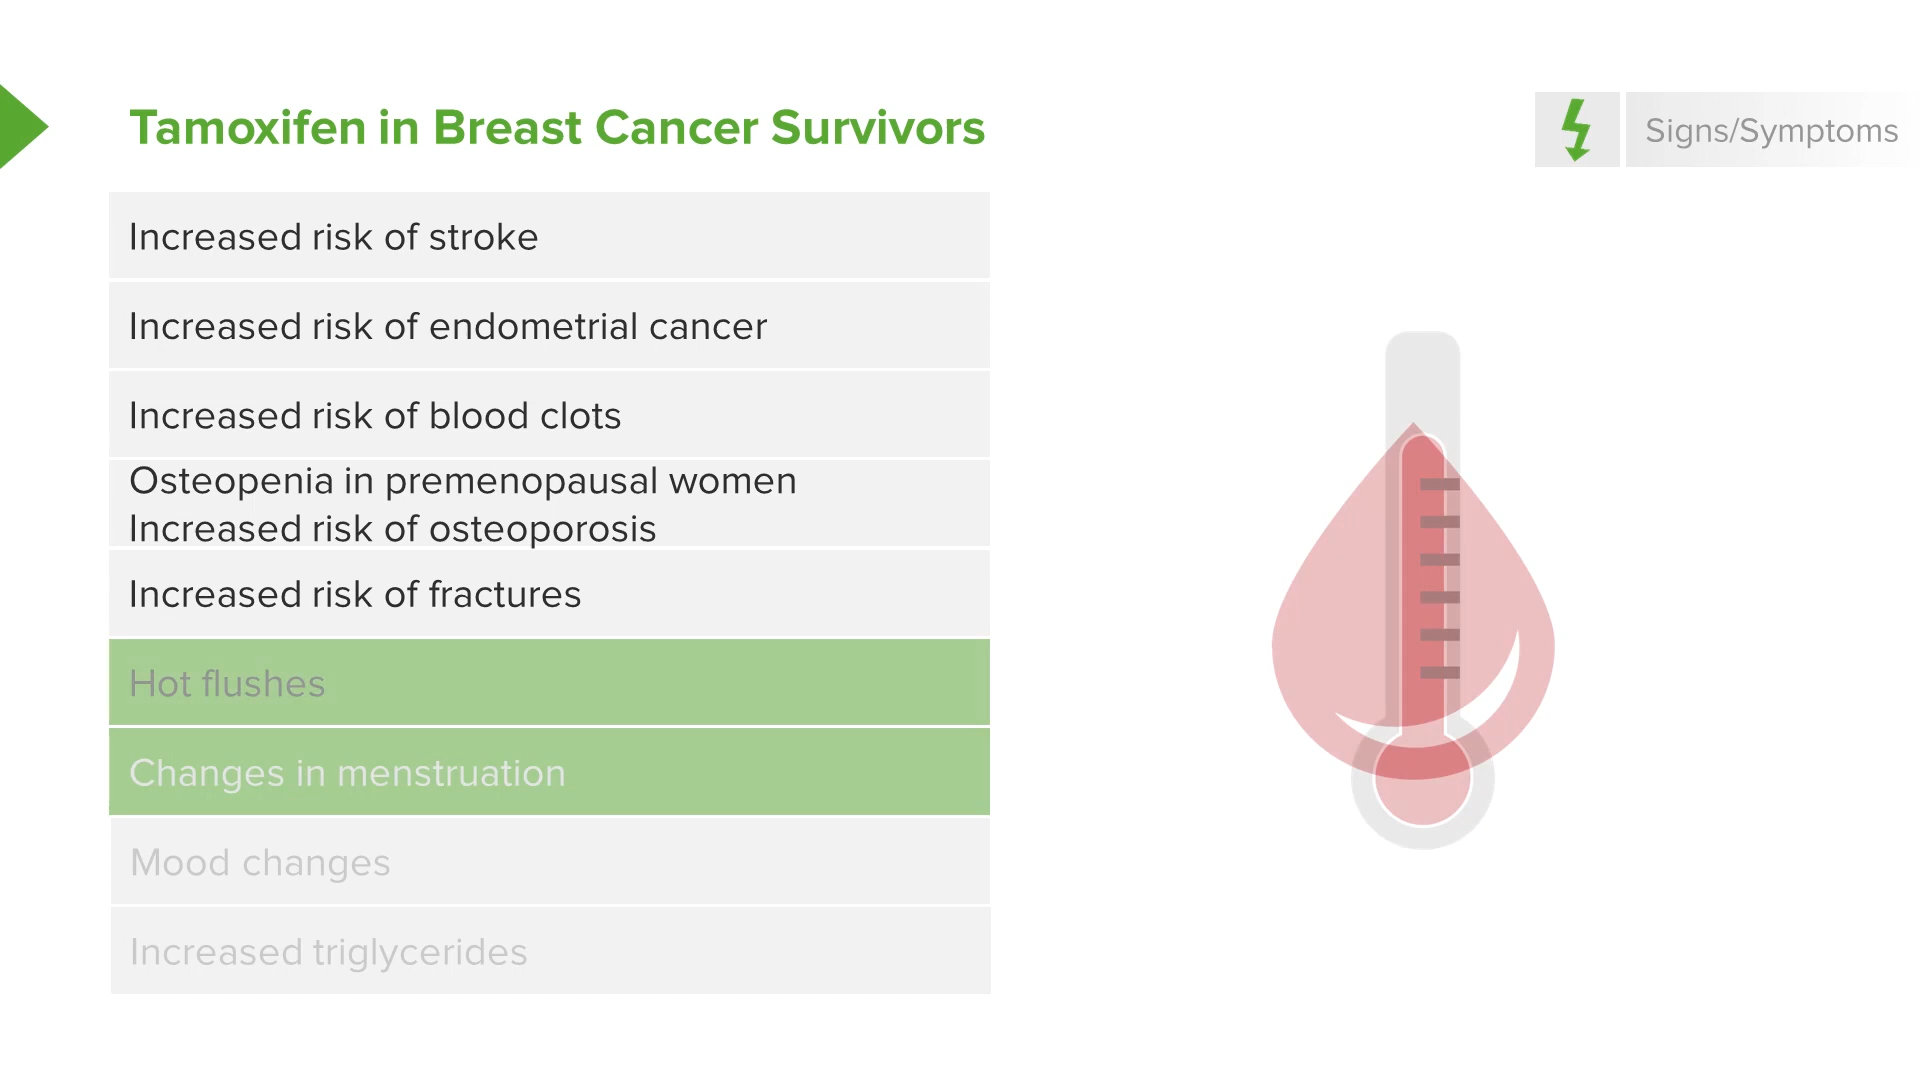 Tamoxifen in Breast Cancer Survivors
Signs/Symptoms
Increased risk of stroke
Increased risk of endometrial cancer
Increased risk of blood clots
Osteopenia in premenopausal women
Increased risk of osteoporosis
Increased risk of fractures
Hot flushes
Changes in menstruation
Mood changes
Increased triglycerides